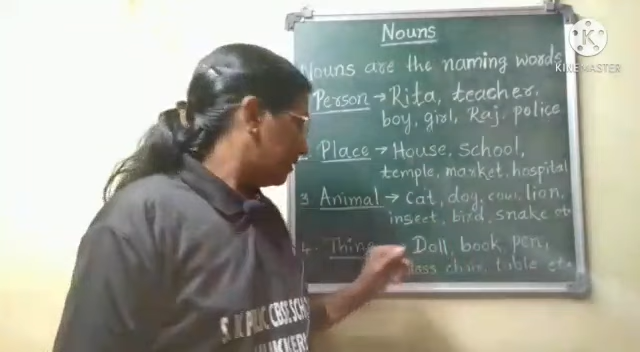 Nouns
Nouns are the naming words
Person → Rita, teacher,
boy, girl, Raj, police
Place → House, school,
temple, market, hospital
3. Animal → Cat, dog, cow, lion,
insect, bird, snake etc
4. Thing Doll, book pen,
chair, table etc
KINEMASTER
CBSE